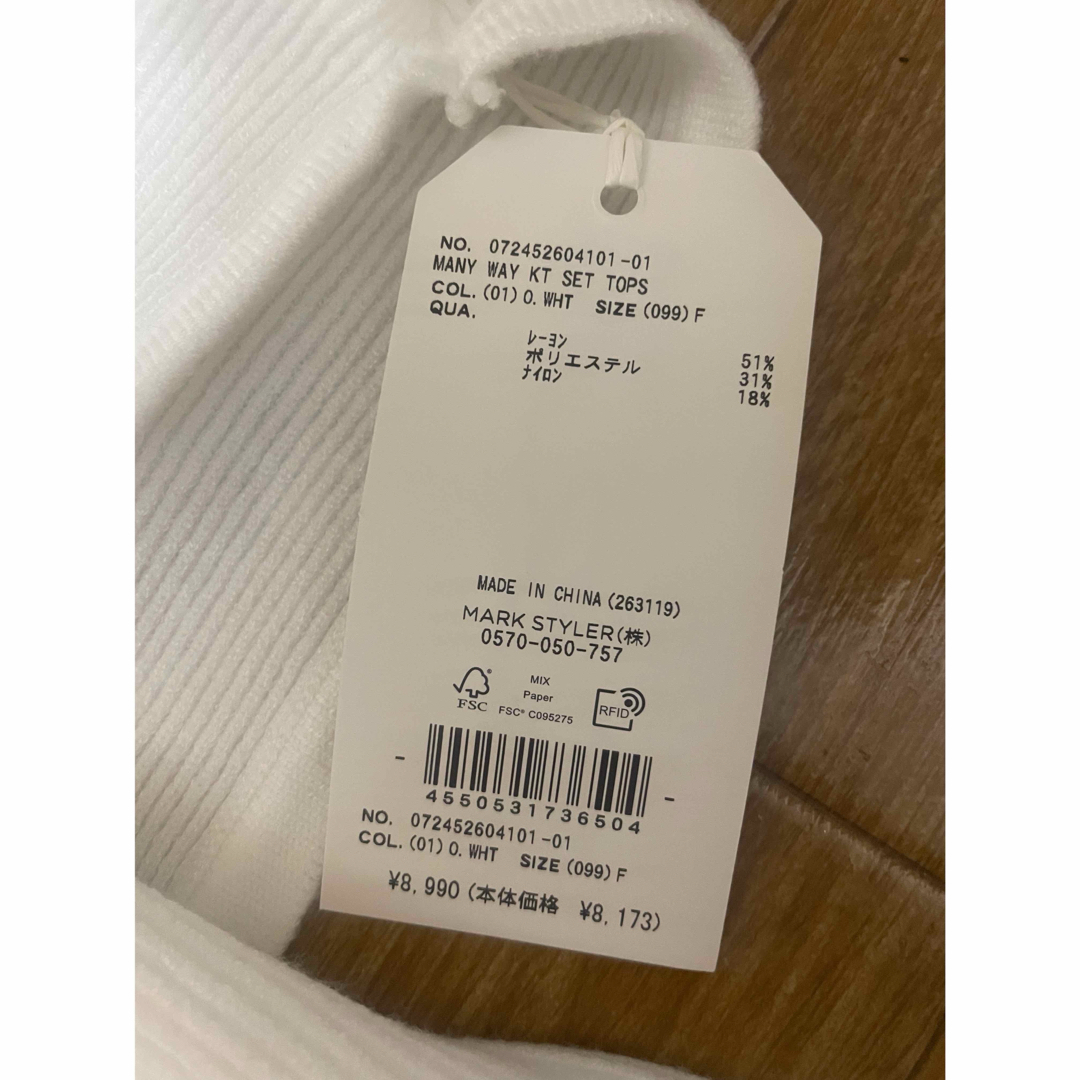 NO. 072452604101-01
MANY WAY KT SET TOPS
COL. (01) O. WHT SIZE (099) F
QUA.
ﾚｰﾖﾝ 51%
ポリエステル 31%
ﾅｲﾛﾝ 18%
MADE IN CHINA (263119)
MARK STYLER(株)
0570-050-757
FSC
MIX
Paper
FSC® C095275
RFID
4550531736504
NO. 072452604101-01
COL. (01) O. WHT SIZE (099) F
¥8,990 (本体価格 ¥8,173)